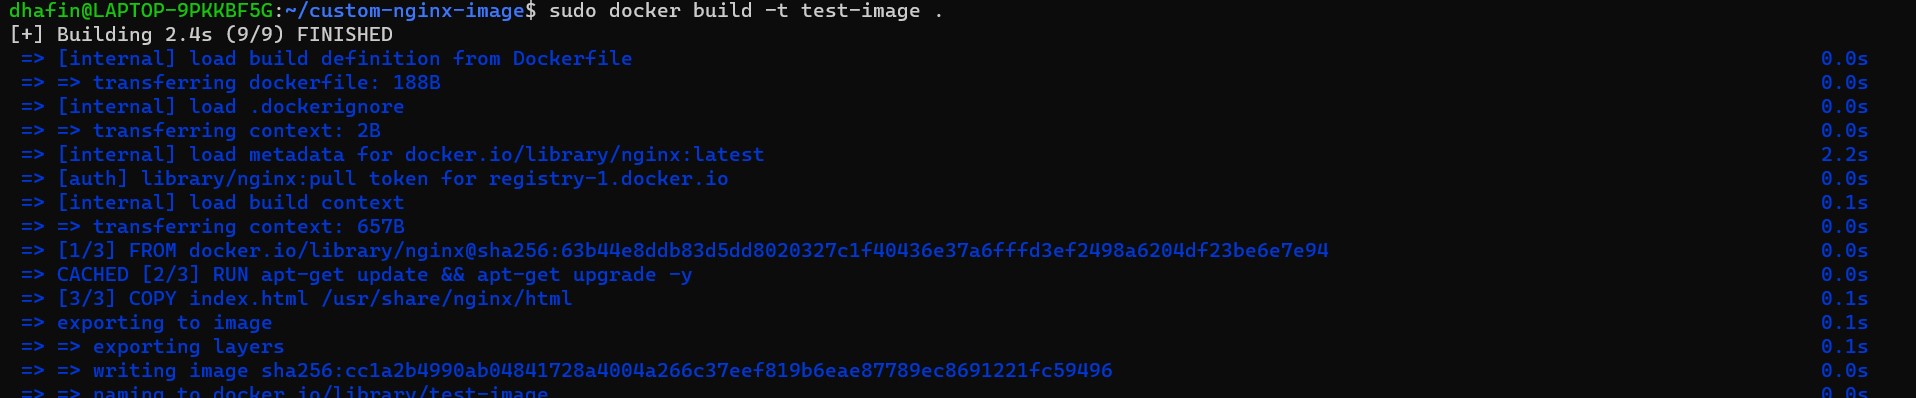 dhafin@LAPTOP-9PKKBF5G:~/custom-nginx-image$ sudo docker build -t test-image .
[+] Building 2.4s (9/9) FINISHED
=> [internal] load build definition from Dockerfile 0.0s
=> => transferring dockerfile: 188B 0.0s
=> [internal] load .dockerignore 0.0s
=> => transferring context: 2B 0.0s
=> [internal] load metadata for docker.io/library/nginx:latest 2.2s
=> [auth] library/nginx:pull token for registry-1.docker.io 0.0s
=> [internal] load build context 0.1s
=> => transferring context: 657B 0.0s
=> [1/3] FROM docker.io/library/nginx@sha256:63b44e8ddb83d5dd8020327c1f40436e37a6fffd3ef2498a6204df23be6e7e94 0.0s
=> CACHED [2/3] RUN apt-get update && apt-get upgrade -y 0.0s
=> [3/3] COPY index.html /usr/share/nginx/html 0.1s
=> exporting to image 0.1s
=> => exporting layers 0.1s
=> => writing image sha256:cc1a2b4990ab04841728a4004a266c37eef819b6eae87789ec8691221fc59496 0.0s
=> => naming to docker.io/library/test-image 0.0s